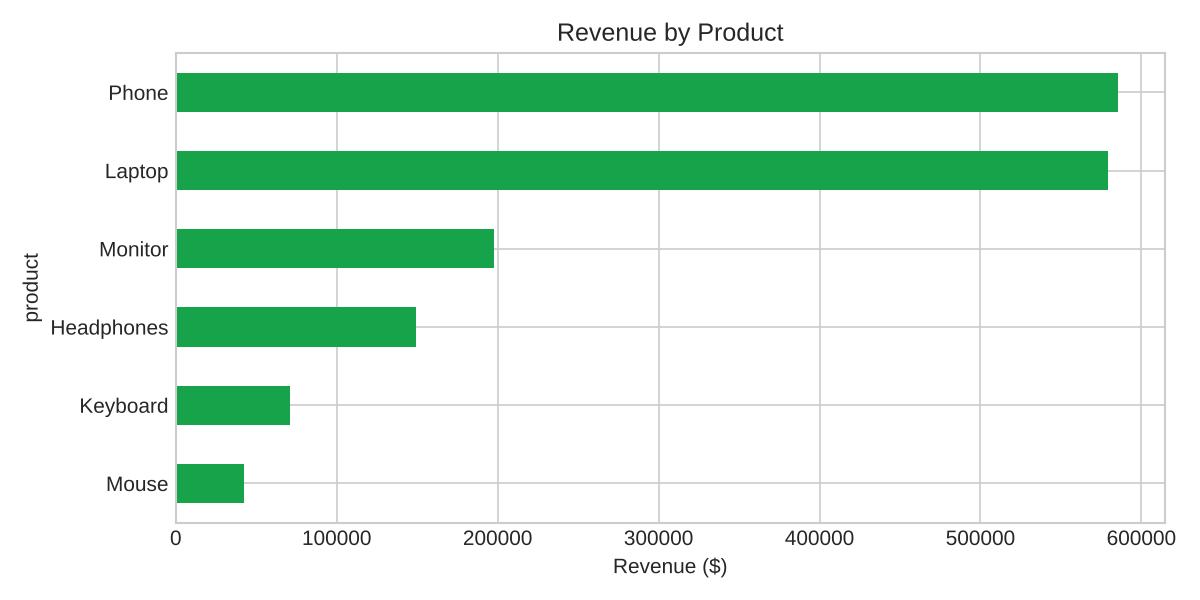 Revenue by Product
product
Phone
Laptop
Monitor
Headphones
Keyboard
Mouse
0 100000 200000 300000 400000 500000 600000
Revenue ($)